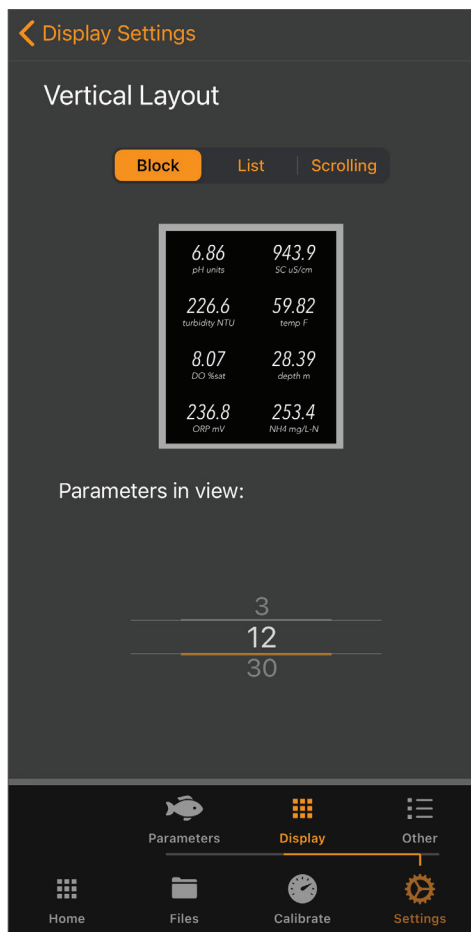 Display Settings
Vertical Layout
Block List Scrolling
6.86 943.9
pH units SC uS/cm
226.6 59.82
turbidity NTU temp F
8.07 28.39
DO %sat depth m
236.8 253.4
ORP mV NH4 mg/L-N
Parameters in view:
3
12
30
Parameters Display Other
Home Files Calibrate Settings